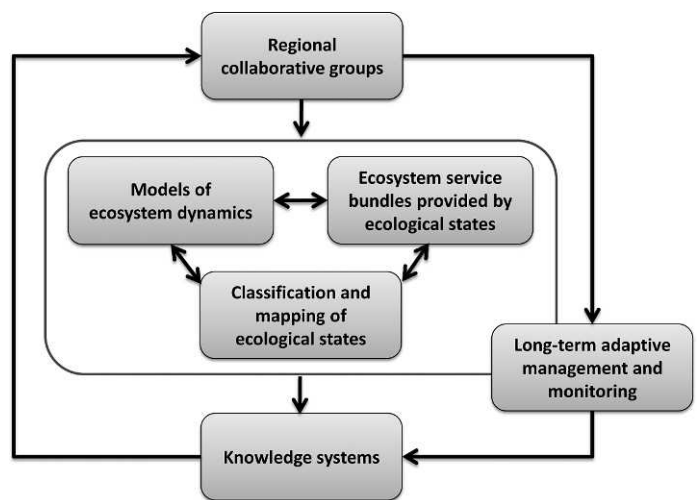 Regional
collaborative groups
Models of
ecosystem dynamics
Ecosystem service
bundles provided by
ecological states
Classification and
mapping of
ecological states
Long-term adaptive
management and
monitoring
Knowledge systems